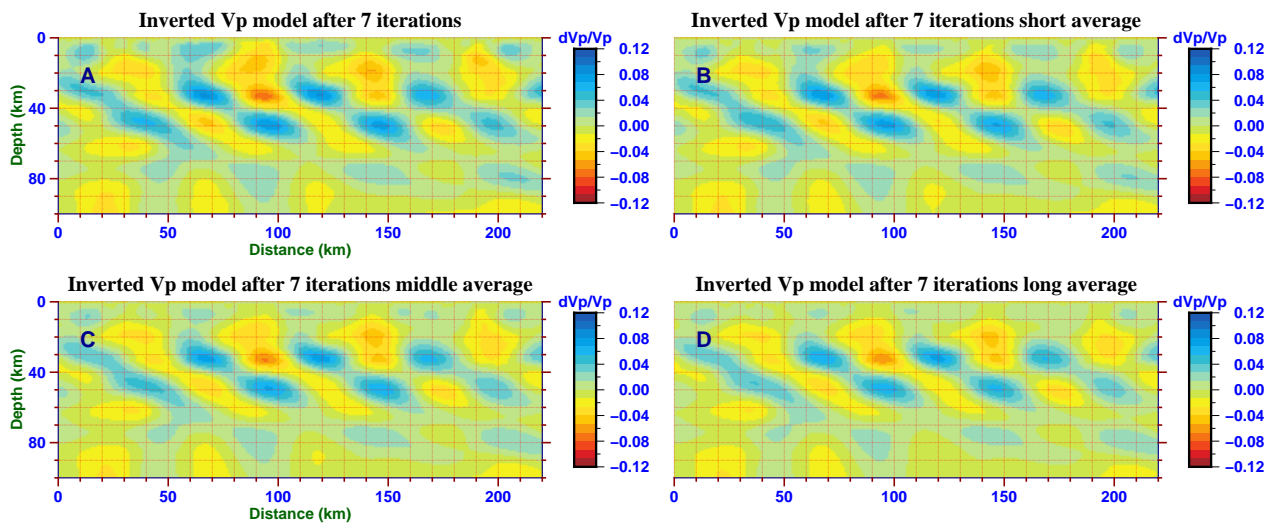 Inverted Vp model after 7 iterations
Inverted Vp model after 7 iterations short average
dVp/Vp
dVp/Vp
A
B
0
40
80
Depth (km)
0 50 100 150 200
Distance (km)
0 50 100 150 200
0.12
0.08
0.04
0.00
−0.04
−0.08
−0.12
0.12
0.08
0.04
0.00
−0.04
−0.08
−0.12
Inverted Vp model after 7 iterations middle average
Inverted Vp model after 7 iterations long average
dVp/Vp
dVp/Vp
C
D
0
40
80
Depth (km)
0 50 100 150 200
Distance (km)
0 50 100 150 200
0.12
0.08
0.04
0.00
−0.04
−0.08
−0.12
0.12
0.08
0.04
0.00
−0.04
−0.08
−0.12